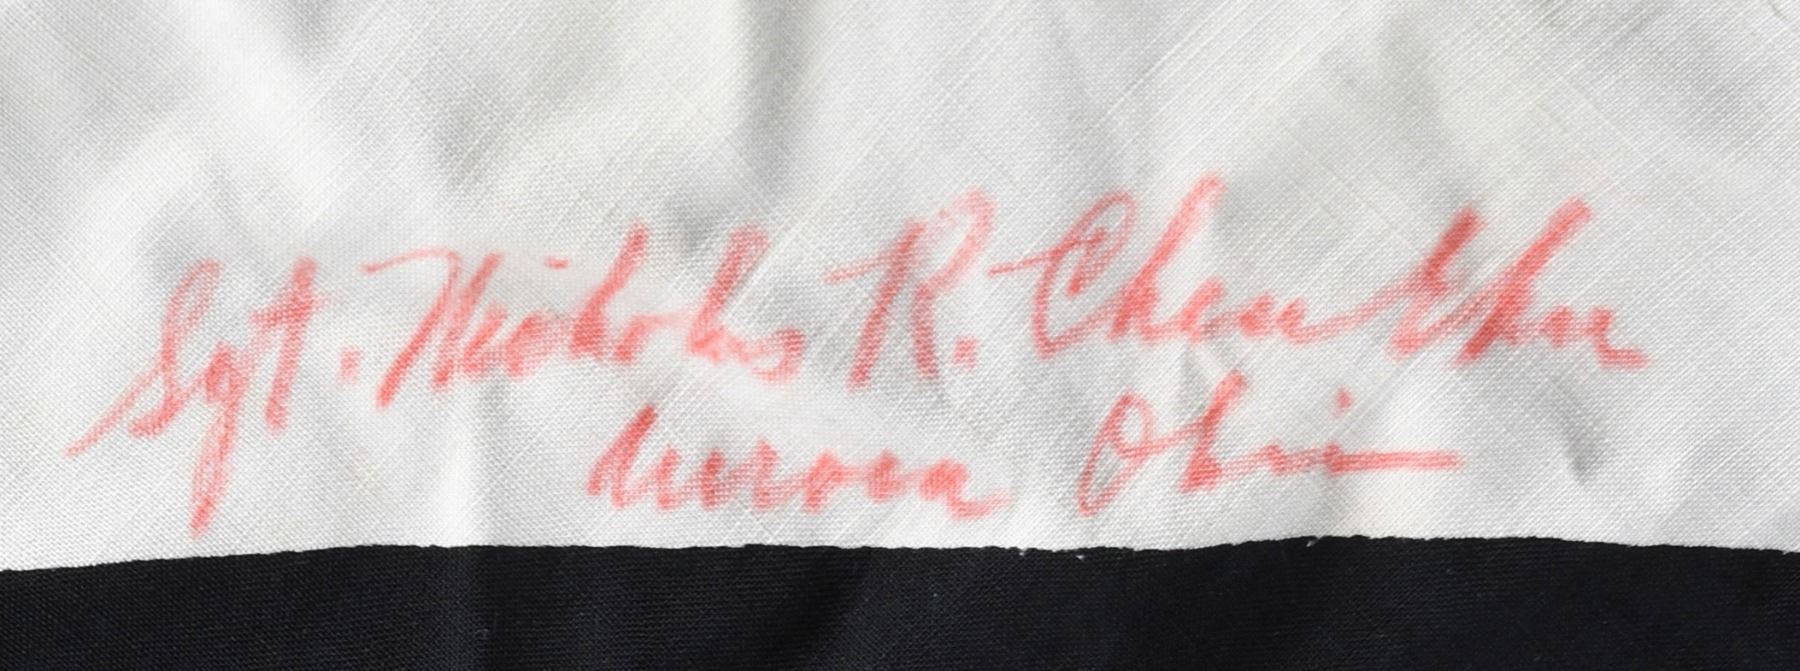 Sgt. Nicholas R.
Aurora Ohio